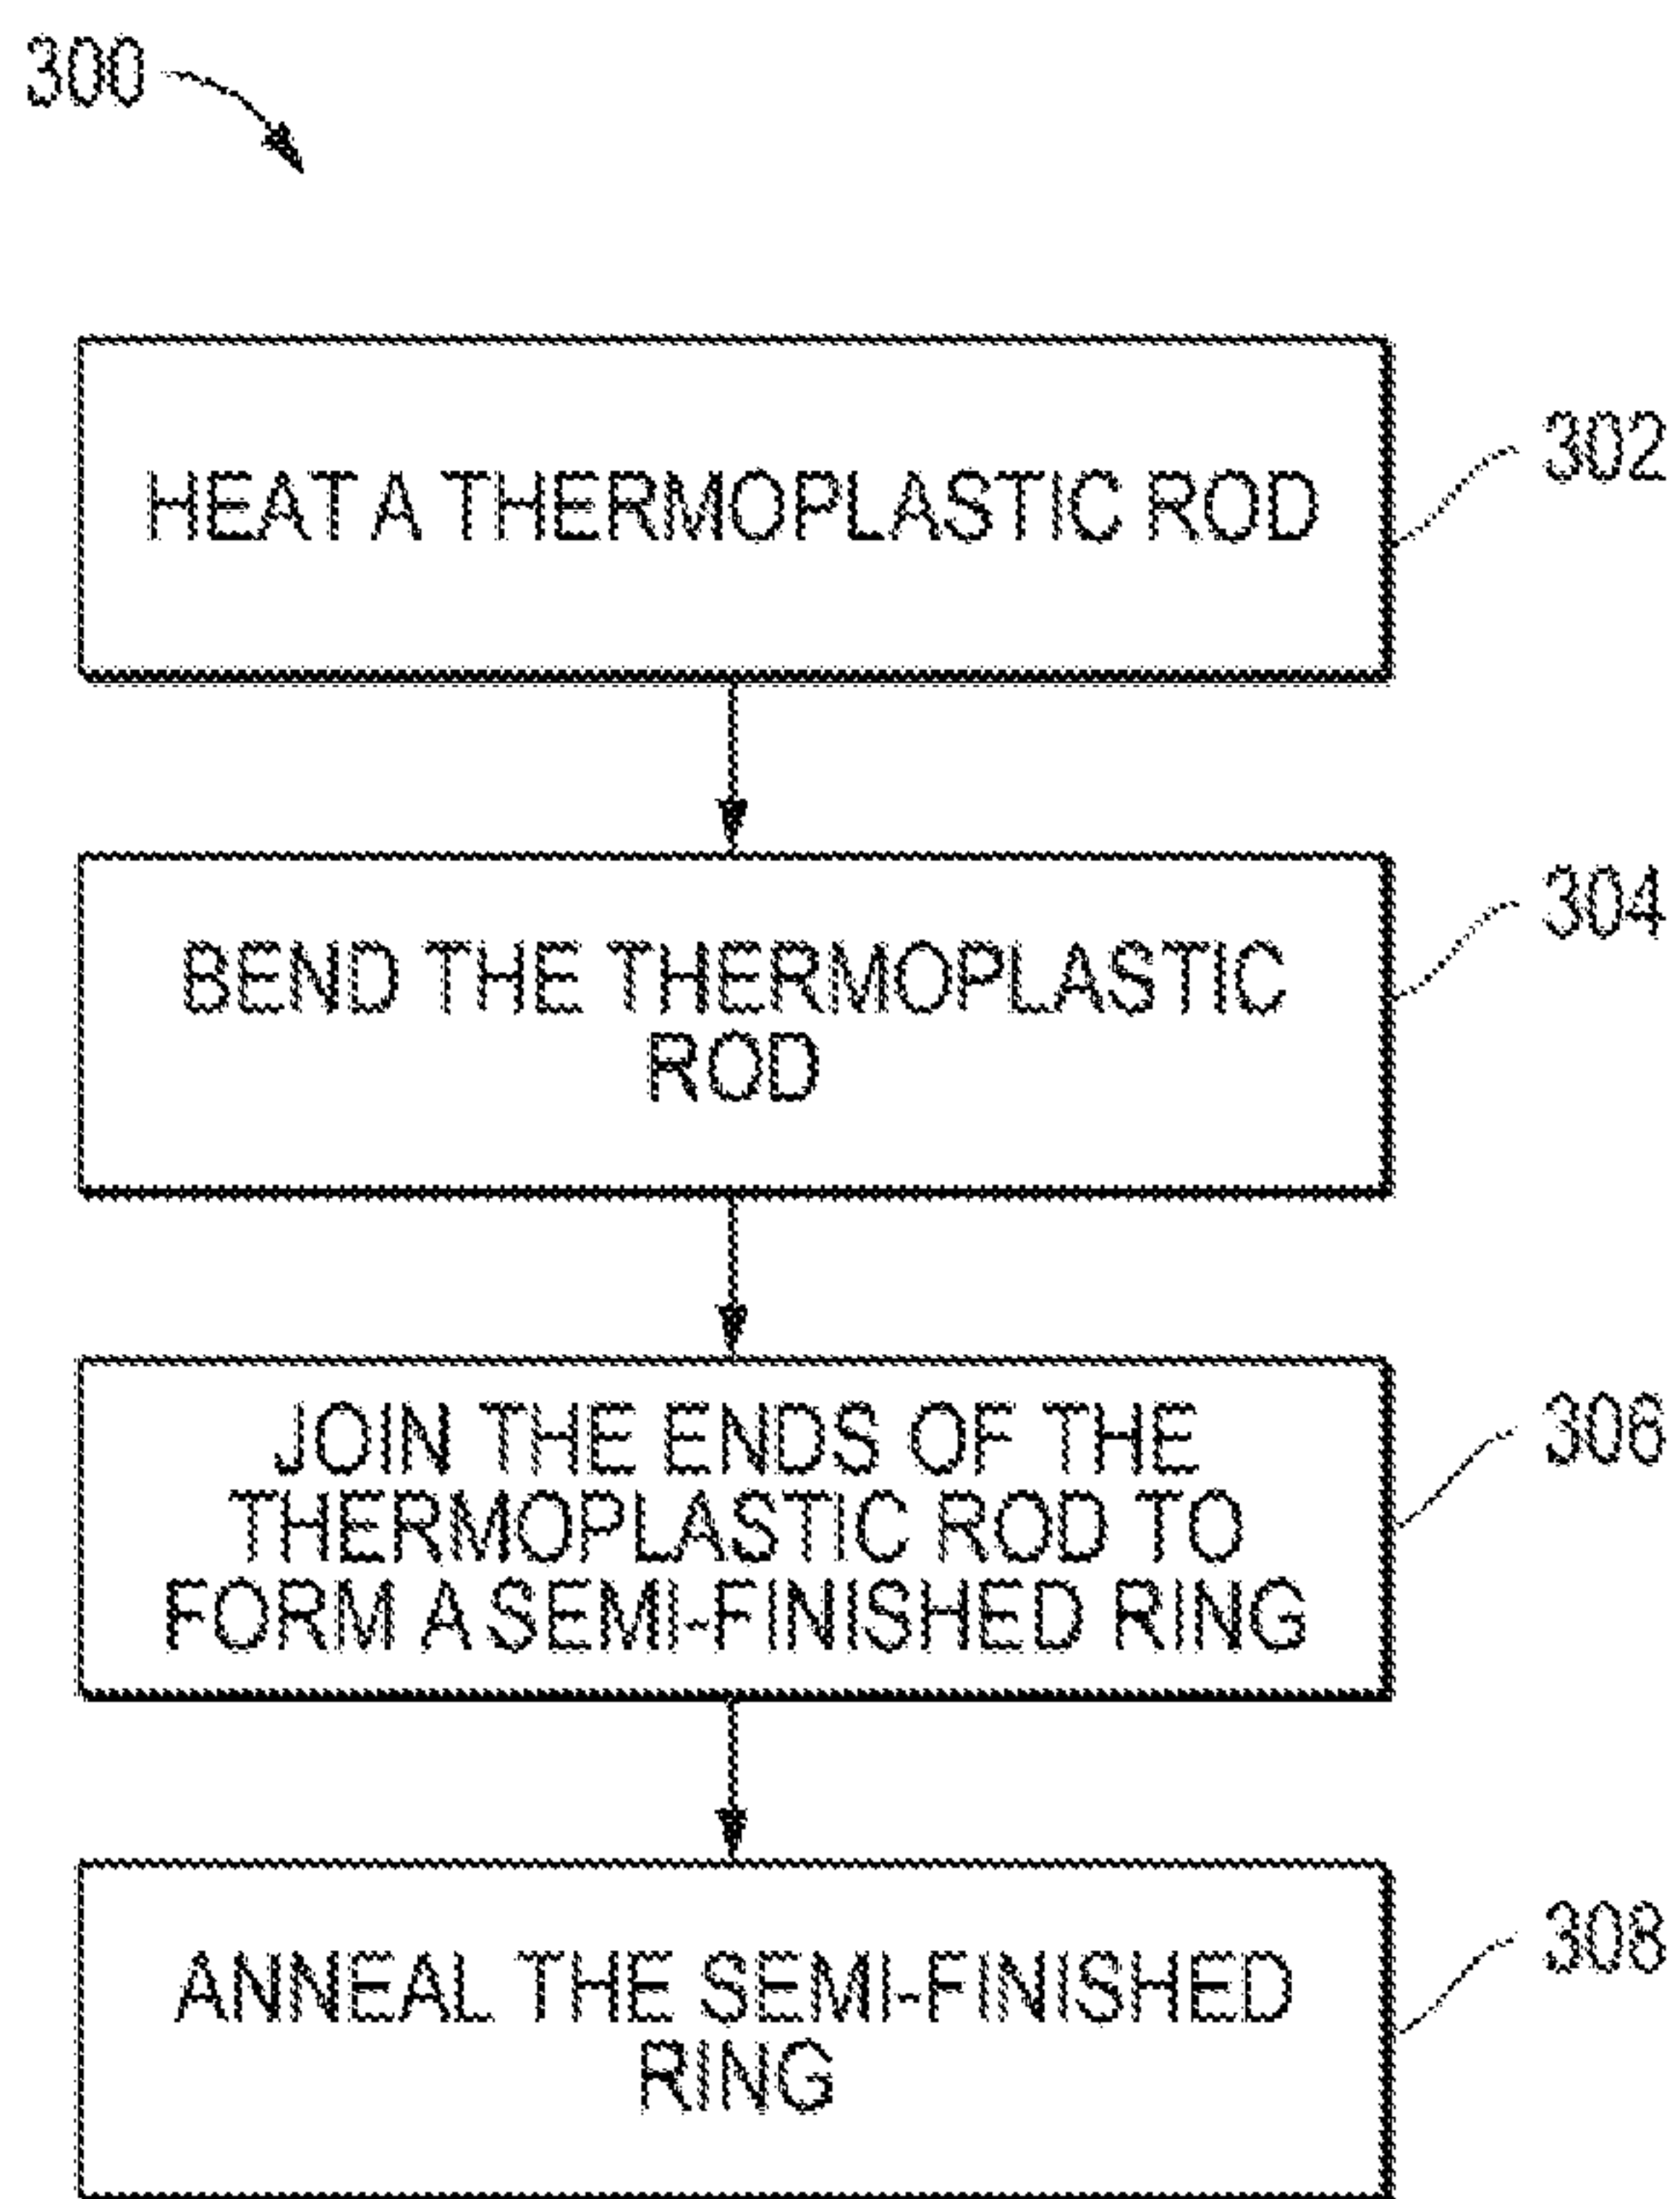 300
HEAT A THERMOPLASTIC ROD
302
BEND THE THERMOPLASTIC
ROD
304
JOIN THE ENDS OF THE
THERMOPLASTIC ROD TO
FORM A SEMI-FINISHED RING
306
ANNEAL THE SEMI-FINISHED
RING
308